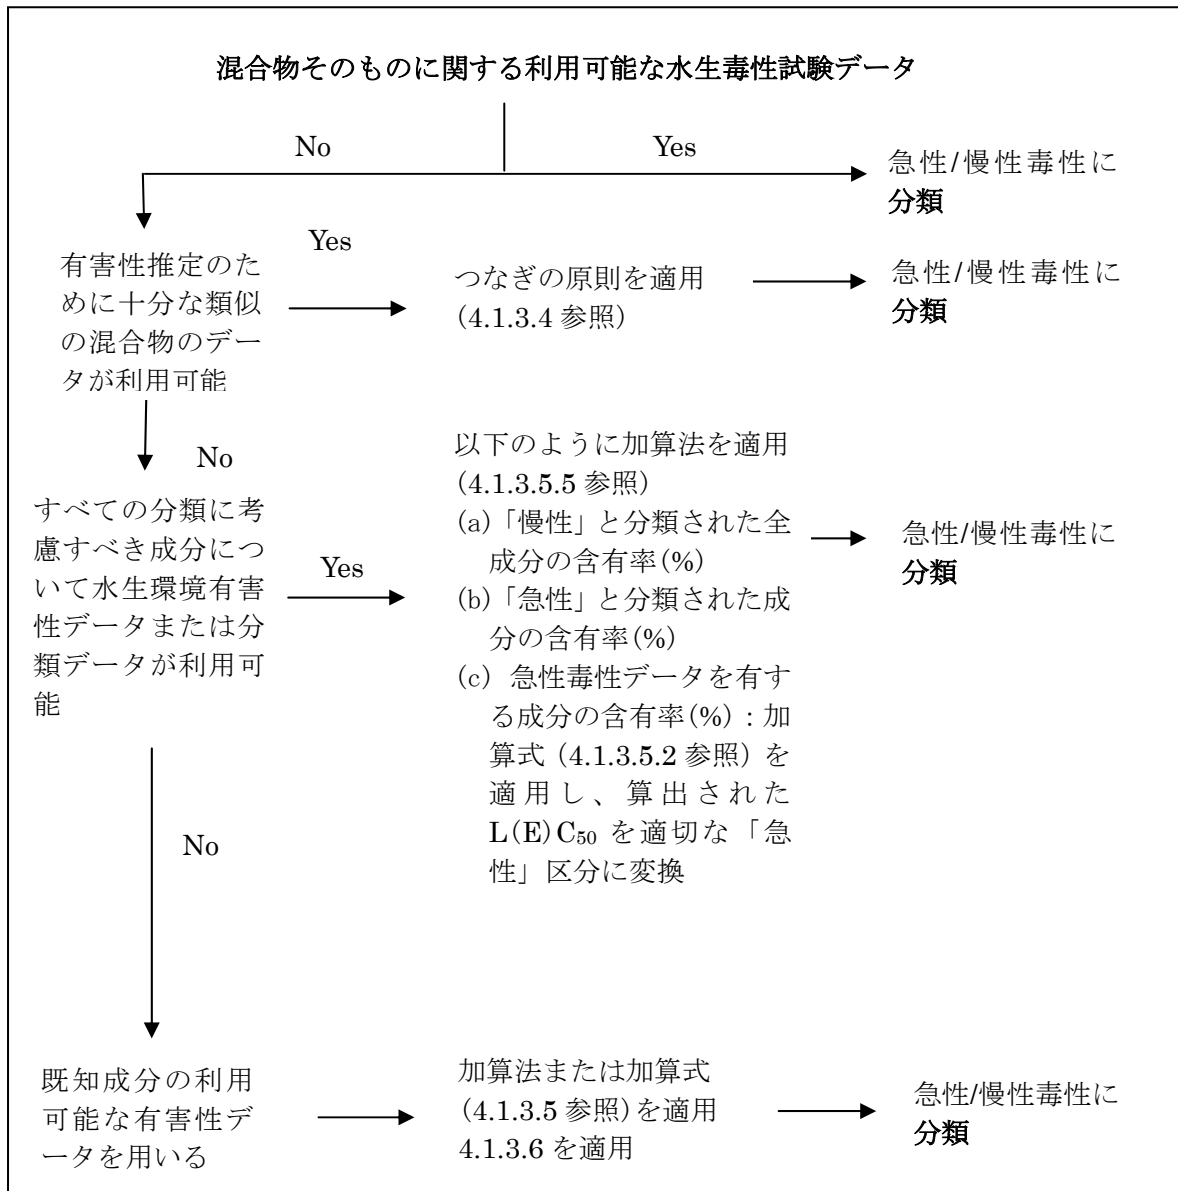 混合物そのものに関する利用可能な水生毒性試験データ
No
Yes
急性/慢性毒性に
分類
有害性推定のた
めに十分な類似
の混合物のデー
タが利用可能
Yes
つなぎの原則を適用
(4.1.3.4 参照)
急性/慢性毒性に
分類
No
すべての分類に考
慮すべき成分につ
いて水生環境有害
性データまたは分
類データが利用可
能
Yes
以下のように加算法を適用
(4.1.3.5.5 参照)
(a)「慢性」と分類された全
成分の含有率(%)
(b)「急性」と分類された成
分の含有率(%)
(c) 急性毒性データを有す
る成分の含有率(%)：加
算式（4.1.3.5.2 参照）を
適用し、算出された
L(E)C₅₀ を適切な「急
性」区分に変換
急性/慢性毒性に
分類
No
既知成分の利用
可能な有害性デ
ータを用いる
加算法または加算式
(4.1.3.5 参照)を適用
4.1.3.6 を適用
急性/慢性毒性に
分類